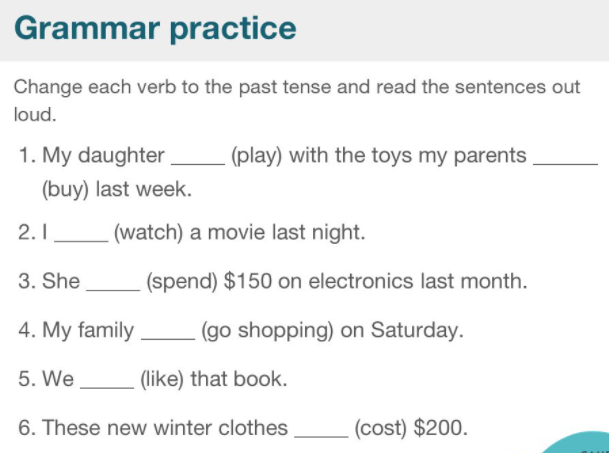 Grammar practice
Change each verb to the past tense and read the sentences out
loud.
1. My daughter _____ (play) with the toys my parents ______
(buy) last week.
2. I _____ (watch) a movie last night.
3. She _____ (spend) $150 on electronics last month.
4. My family _____ (go shopping) on Saturday.
5. We _____ (like) that book.
6. These new winter clothes _____ (cost) $200.